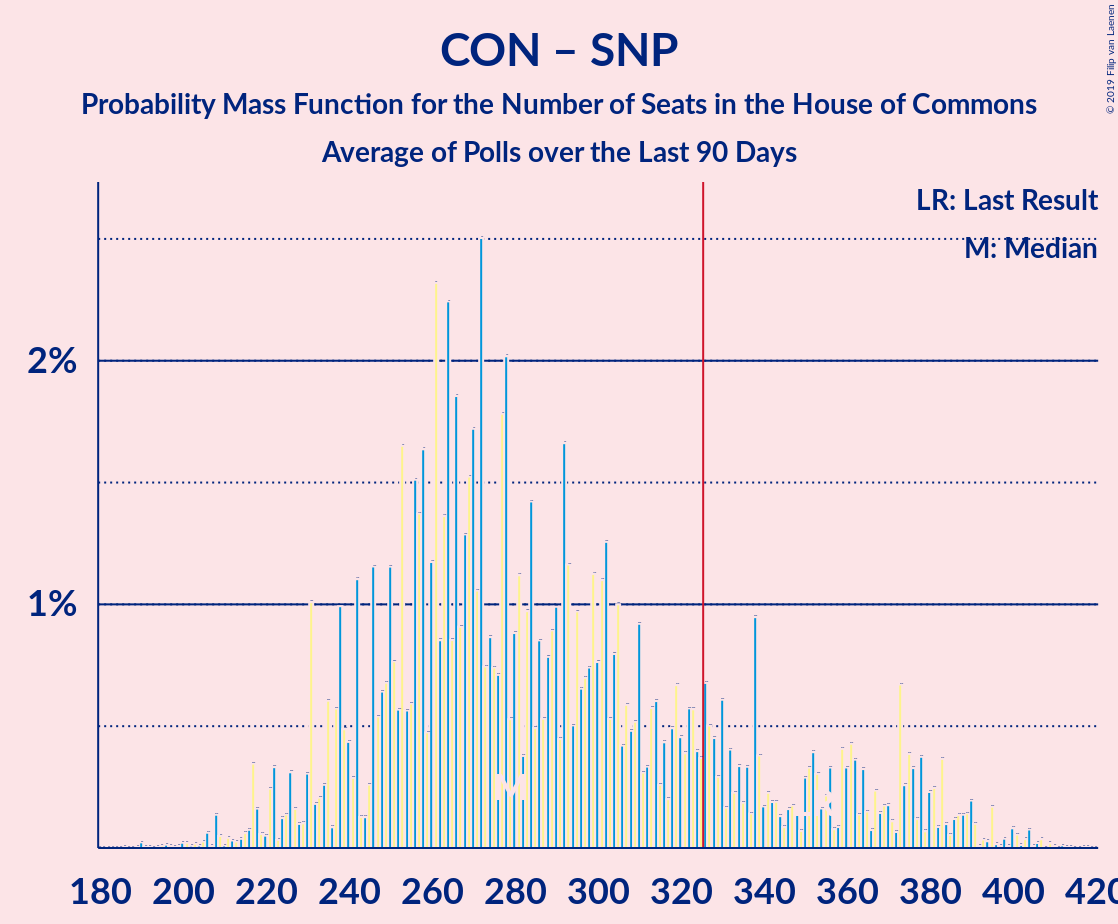 CON – SNP
Probability Mass Function for the Number of Seats in the House of Commons
Average of Polls over the Last 90 Days
© 2019 Filip van Laenen
LR: Last Result
M: Median
2%
1%
M
180 200 220 240 260 280 300 320 340 360 380 400 420